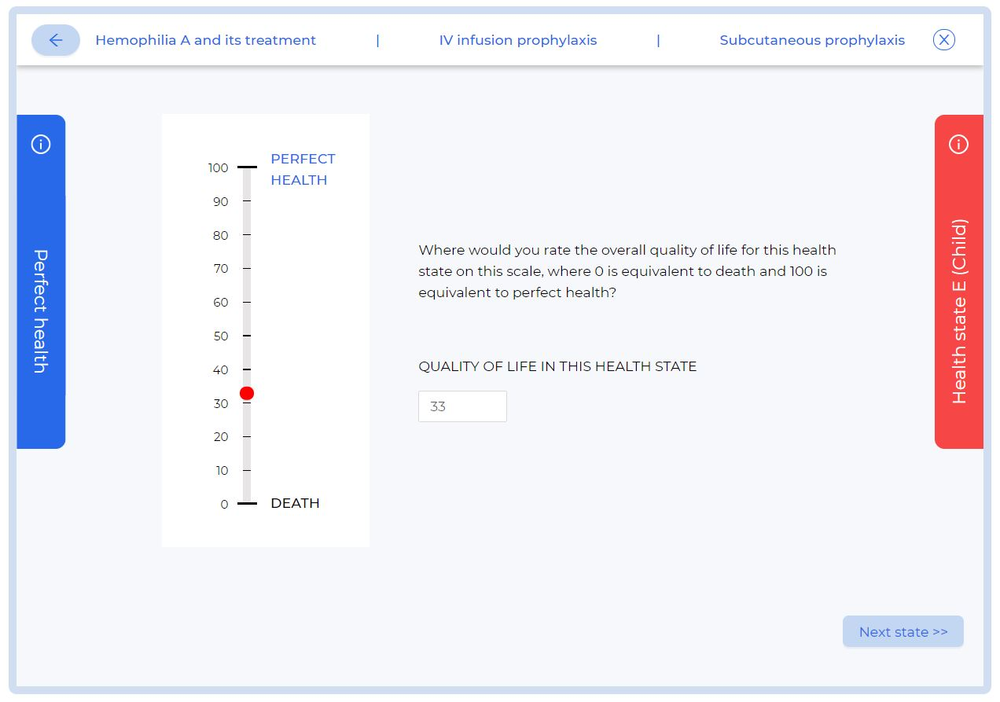 Hemophilia A and its treatment | IV infusion prophylaxis | Subcutaneous prophylaxis
Perfect health
100
90
80
70
60
50
40
30
20
10
0
PERFECT
HEALTH
DEATH
Where would you rate the overall quality of life for this health
state on this scale, where 0 is equivalent to death and 100 is
equivalent to perfect health?
QUALITY OF LIFE IN THIS HEALTH STATE
33
Health state E (Child)
Next state >>